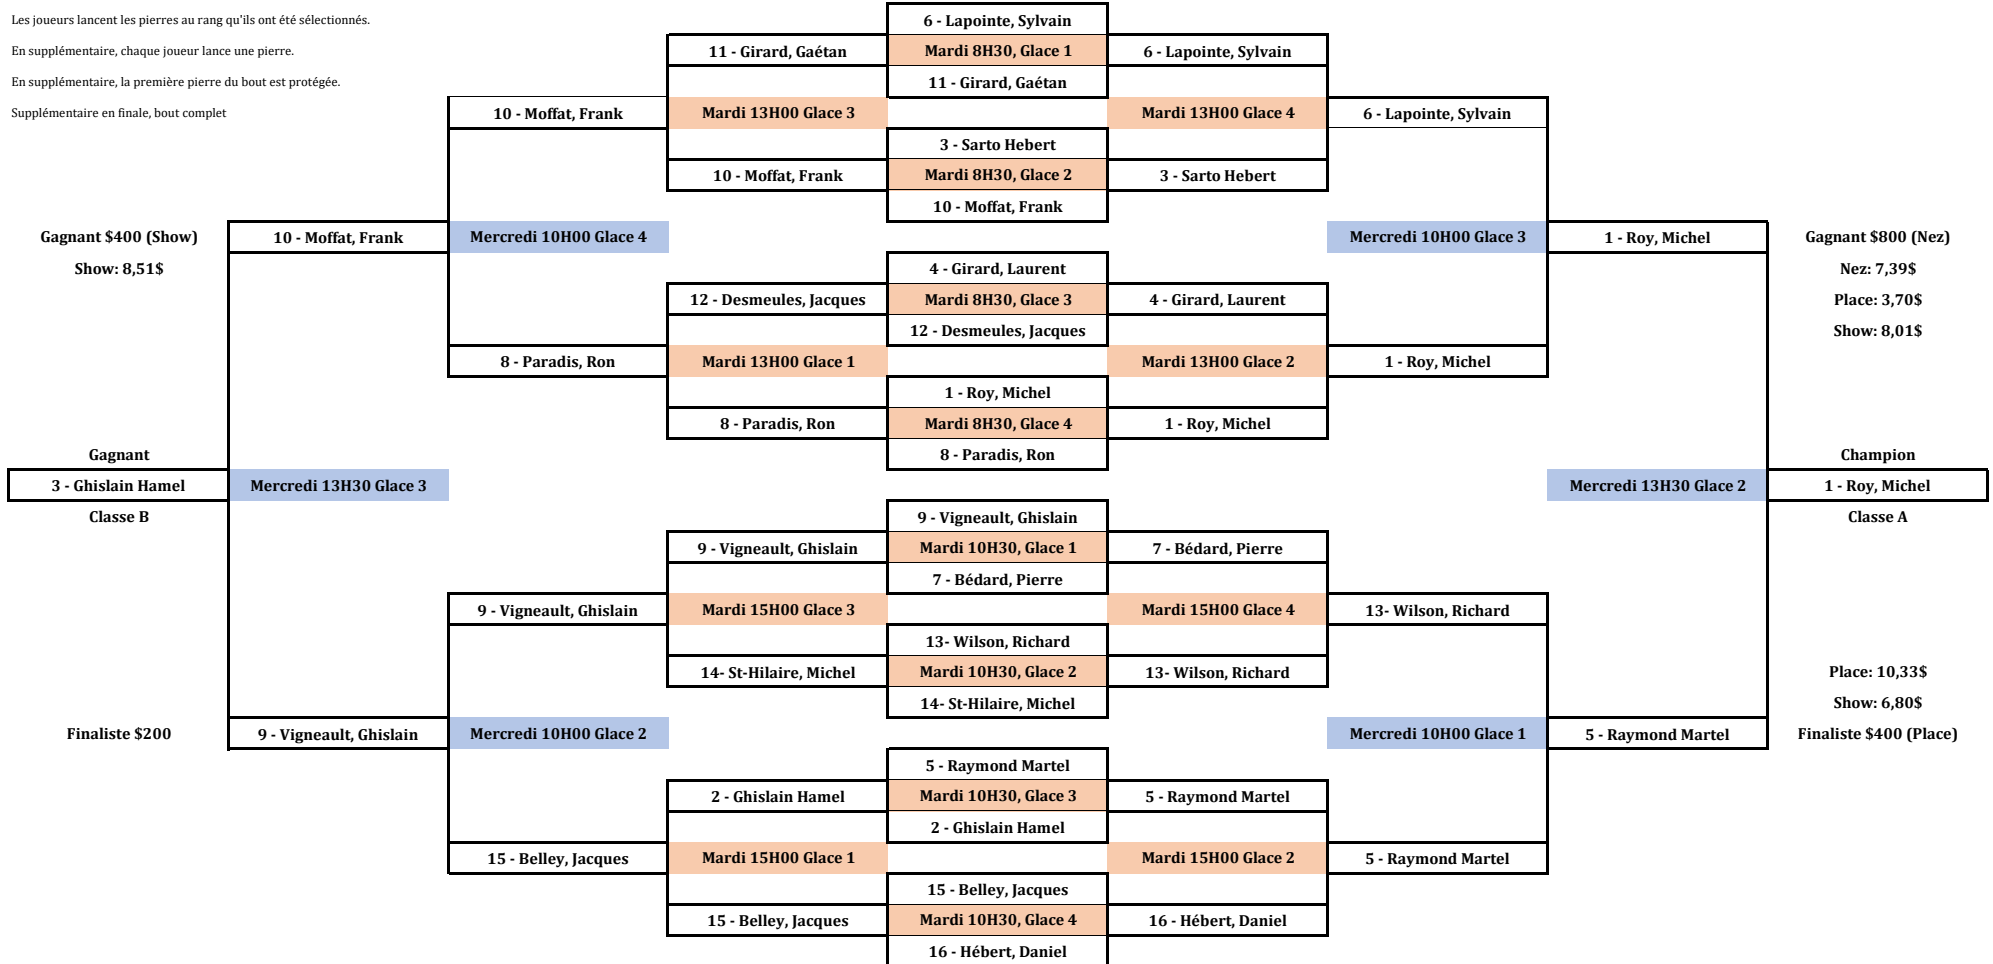 6 - Lapointe, Sylvain
Les joueurs lancent les pierres au rang qu'ils ont été sélectionnés.
11 - Girard, Gaétan
Mardi 8H30, Glace 1
6 - Lapointe, Sylvain
En supplémentaire, chaque joueur lance une pierre.
11 - Girard, Gaétan
En supplémentaire, la première pierre du bout est protégée.
10 - Moffat, Frank
Mardi 13H00 Glace 3
Mardi 13H00 Glace 4
6 - Lapointe, Sylvain
Supplémentaire en finale, bout complet
3 - Sarto Hebert
10 - Moffat, Frank
Mardi 8H30, Glace 2
3 - Sarto Hebert
10 - Moffat, Frank
Gagnant $400 (Show)
10 - Moffat, Frank
Mercredi 10H00 Glace 4
Mercredi 10H00 Glace 3
1 - Roy, Michel
Gagnant $800 (Nez)
Show: 8,51$
4 - Girard, Laurent
Nez: 7,39$
12 - Desmeules, Jacques
Mardi 8H30, Glace 3
4 - Girard, Laurent
Place: 3,70$
12 - Desmeules, Jacques
Show: 8,01$
8 - Paradis, Ron
Mardi 13H00 Glace 1
Mardi 13H00 Glace 2
1 - Roy, Michel
1 - Roy, Michel
8 - Paradis, Ron
Mardi 8H30, Glace 4
1 - Roy, Michel
Gagnant
8 - Paradis, Ron
Champion
3 - Ghislain Hamel
Mercredi 13H30 Glace 3
Mercredi 13H30 Glace 2
1 - Roy, Michel
Classe B
9 - Vigneault, Ghislain
Classe A
9 - Vigneault, Ghislain
Mardi 10H30, Glace 1
7 - Bédard, Pierre
7 - Bédard, Pierre
9 - Vigneault, Ghislain
Mardi 15H00 Glace 3
Mardi 15H00 Glace 4
13- Wilson, Richard
13- Wilson, Richard
14- St-Hilaire, Michel
Mardi 10H30, Glace 2
13- Wilson, Richard
Place: 10,33$
14- St-Hilaire, Michel
Show: 6,80$
Finaliste $200
9 - Vigneault, Ghislain
Mercredi 10H00 Glace 2
Mercredi 10H00 Glace 1
5 - Raymond Martel
Finaliste $400 (Place)
5 - Raymond Martel
2 - Ghislain Hamel
Mardi 10H30, Glace 3
5 - Raymond Martel
2 - Ghislain Hamel
15 - Belley, Jacques
Mardi 15H00 Glace 1
Mardi 15H00 Glace 2
5 - Raymond Martel
15 - Belley, Jacques
15 - Belley, Jacques
Mardi 10H30, Glace 4
16 - Hébert, Daniel
16 - Hébert, Daniel